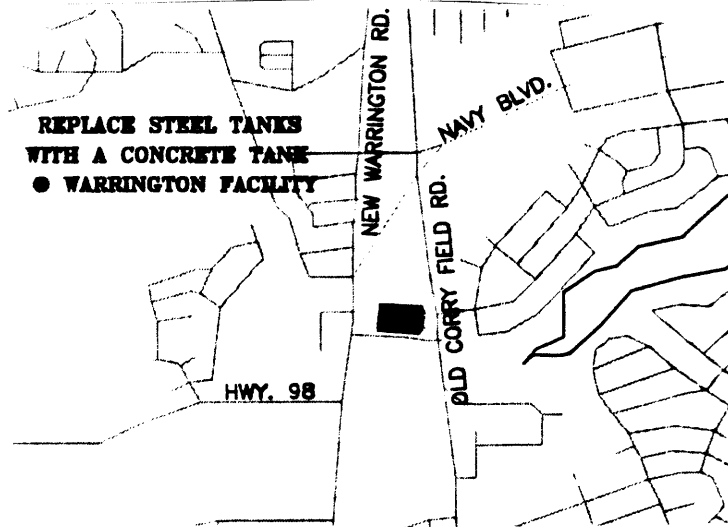 REPLACE STEEL TANKS
WITH A CONCRETE TANK
@ WARRINGTON FACILITY
NEW WARRINGTON RD.
NAVY BLVD.
OLD CORRY FIELD RD.
HWY. 98